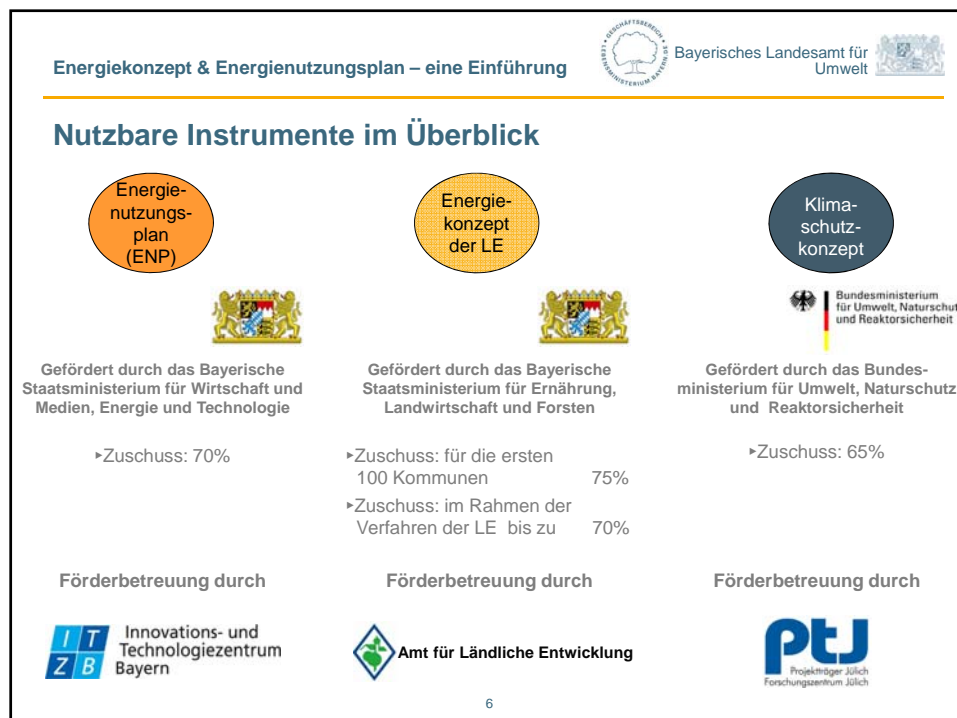 Energiekonzept & Energienutzungsplan – eine Einführung
GESCHÄFTSBEREICH
LEBENSMINISTERIUM BAYERN.DE
Bayerisches Landesamt für
Umwelt
Nutzbare Instrumente im Überblick
Energie-
nutzungs-
plan
(ENP)
Gefördert durch das Bayerische
Staatsministerium für Wirtschaft und
Medien, Energie und Technologie
▸Zuschuss: 70%
Förderbetreuung durch
I T
Z B
Innovations- und
Technologiezentrum
Bayern
Energie-
konzept
der LE
Gefördert durch das Bayerische
Staatsministerium für Ernährung,
Landwirtschaft und Forsten
▸Zuschuss: für die ersten
100 Kommunen 75%
▸Zuschuss: im Rahmen der
Verfahren der LE bis zu 70%
Förderbetreuung durch
Amt für Ländliche Entwicklung
Klima-
schutz-
konzept
Bundesministerium
für Umwelt, Naturschut
und Reaktorsicherheit
Gefördert durch das Bundes-
ministerium für Umwelt, Naturschutz
und Reaktorsicherheit
▸Zuschuss: 65%
Förderbetreuung durch
ptJ
Projektträger Jülich
Forschungszentrum Jülich
6